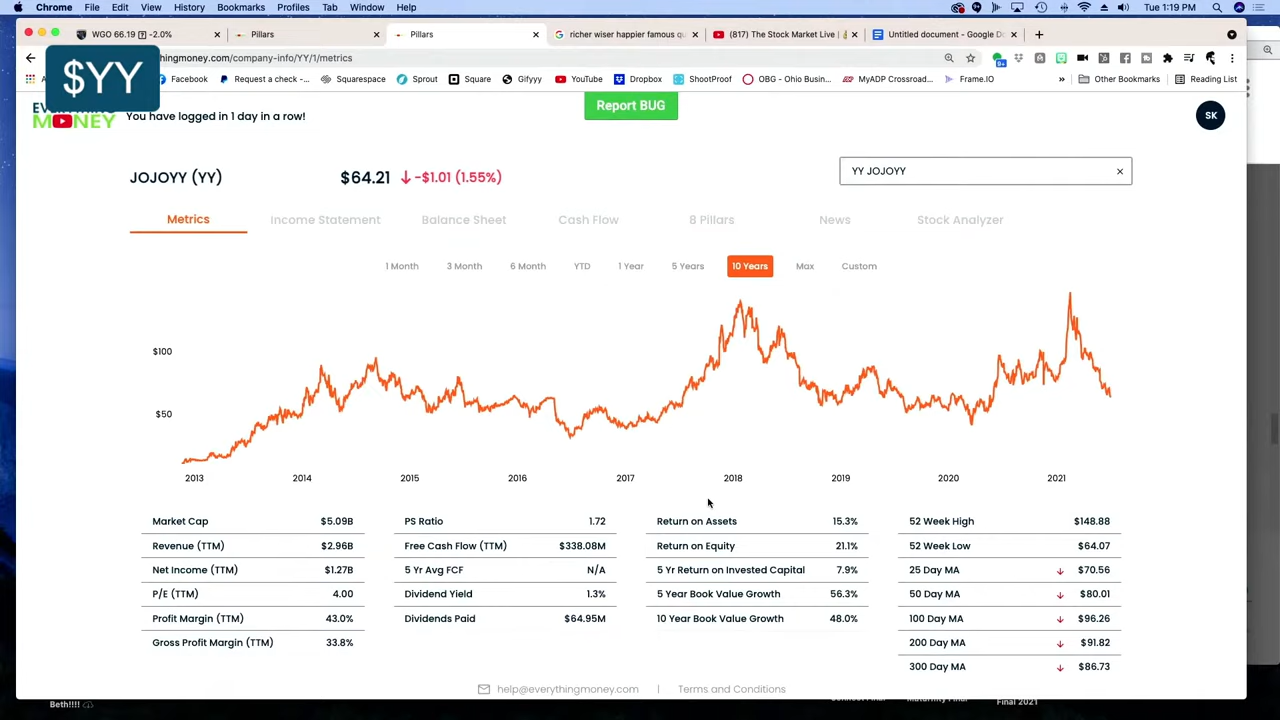 Chrome File Edit View History Bookmarks Profiles Tab Window Help Tue 1:19 PM
WGO 66.19 -2.0% × Pillars × Pillars × richer wiser happier famous q × (817) The Stock Market Live | × Untitled document - Google D × +
thingmoney.com/company-info/YY/1/metrics
Facebook Request a check -... Squarespace Sprout Square Gifyyy YouTube Dropbox ShootProof OBG - Ohio Busin... MyADP Crossroad... Frame.IO » Other Bookmarks Reading List
$YY
MONEY
You have logged in 1 day in a row!
Report BUG
SK
JOJOYY (YY) $64.21 -$1.01 (1.55%)
YY JOJOYY ×
Metrics Income Statement Balance Sheet Cash Flow 8 Pillars News Stock Analyzer
1 Month 3 Month 6 Month YTD 1 Year 5 Years 10 Years Max Custom
$100
$50
2013 2014 2015 2016 2017 2018 2019 2020 2021
Market Cap $5.09B PS Ratio 1.72 Return on Assets 15.3% 52 Week High $148.88
Revenue (TTM) $2.96B Free Cash Flow (TTM) $338.08M Return on Equity 21.1% 52 Week Low $64.07
Net Income (TTM) $1.27B 5 Yr Avg FCF N/A 5 Yr Return on Invested Capital 7.9% 25 Day MA $70.56
P/E (TTM) 4.00 Dividend Yield 1.3% 5 Year Book Value Growth 56.3% 50 Day MA $80.01
Profit Margin (TTM) 43.0% Dividends Paid $64.95M 10 Year Book Value Growth 48.0% 100 Day MA $96.26
Gross Profit Margin (TTM) 33.8% 200 Day MA $91.82
300 Day MA $86.73
help@everythingmoney.com | Terms and Conditions
Beth!!!! Final 2021